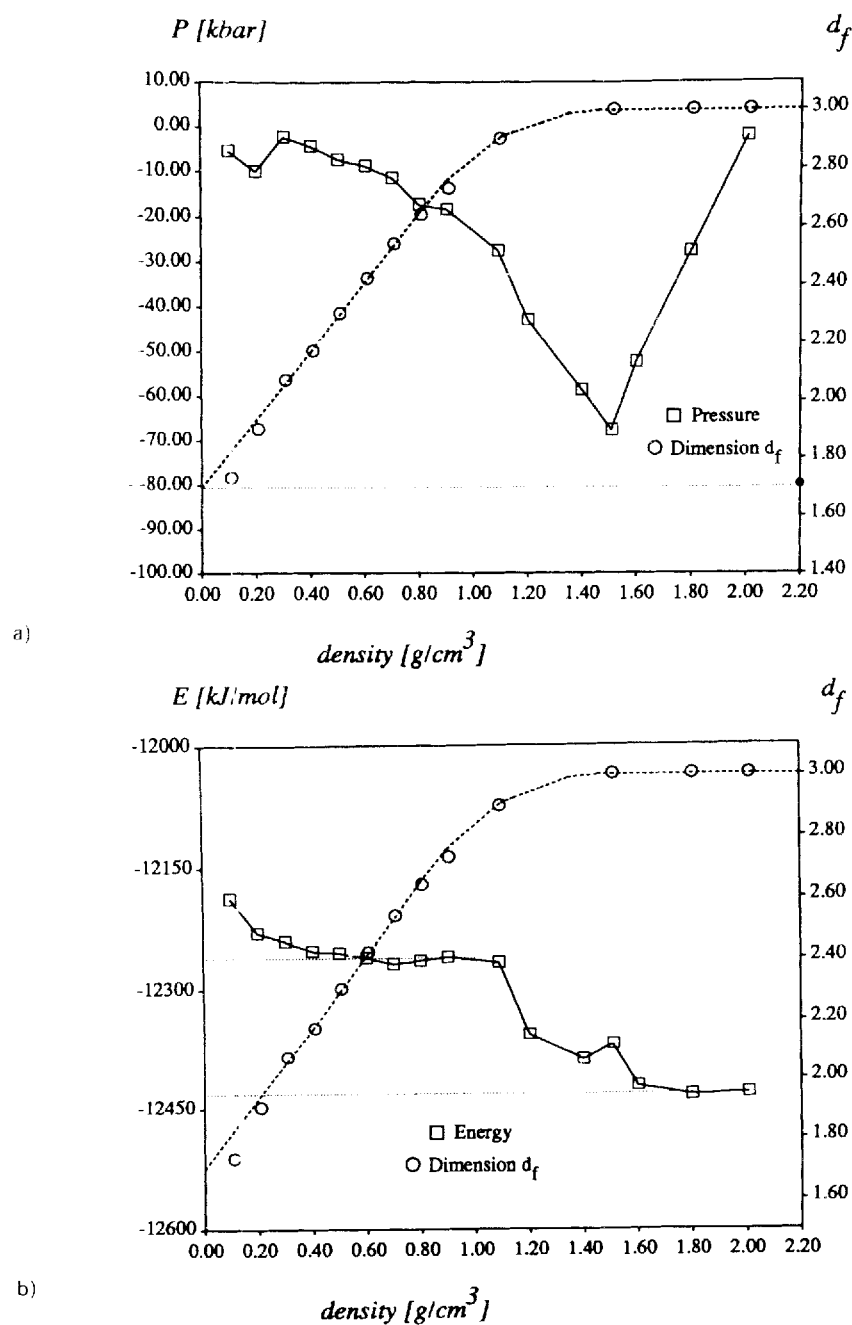 P [kbar]
d_f
10.00
0.00
-10.00
-20.00
-30.00
-40.00
-50.00
-60.00
-70.00
-80.00
-90.00
-100.00
3.00
2.80
2.60
2.40
2.20
2.00
1.80
1.60
1.40
Pressure
Dimension d_f
0.00 0.20 0.40 0.60 0.80 1.00 1.20 1.40 1.60 1.80 2.00 2.20
a)
density [g/cm^3]
E [kJ/mol]
d_f
-12000
-12150
-12300
-12450
-12600
3.00
2.80
2.60
2.40
2.20
2.00
1.80
1.60
Energy
Dimension d_f
0.00 0.20 0.40 0.60 0.80 1.00 1.20 1.40 1.60 1.80 2.00 2.20
b)
density [g/cm^3]